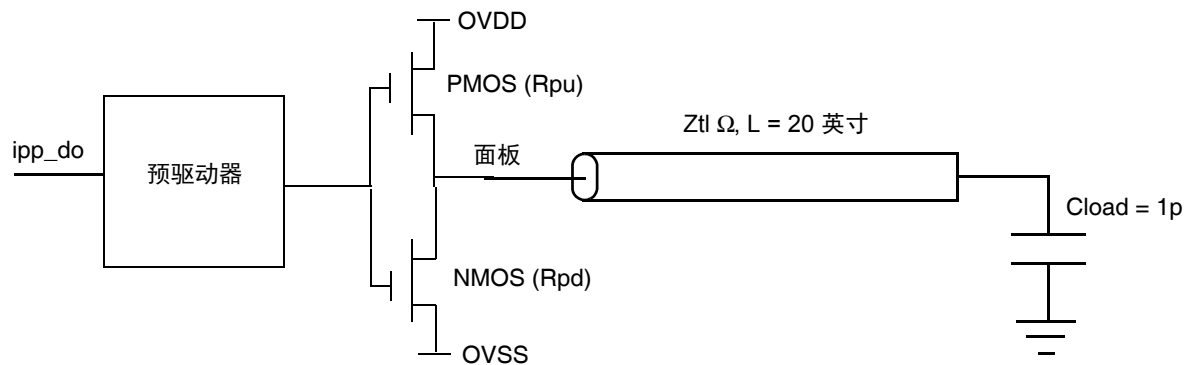 OVDD
PMOS (Rpu)
Ztl Ω, L = 20 英寸
ipp_do
预驱动器
面板
Cload = 1p
NMOS (Rpd)
OVSS